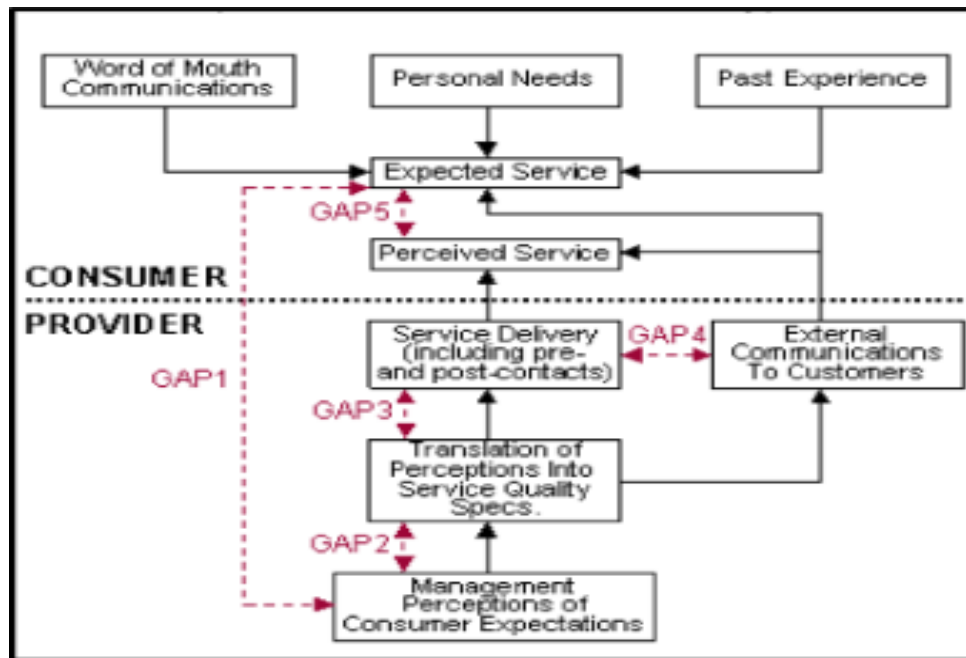 Word of Mouth
Communications
Personal Needs
Past Experience
Expected Service
GAP5
Perceived Service
CONSUMER
PROVIDER
Service Delivery
(including pre-
and post-contacts)
GAP4
External
Communications
To Customers
GAP1
GAP3
Translation of
Perceptions Into
Service Quality
Specs.
GAP2
Management
Perceptions of
Consumer Expectations